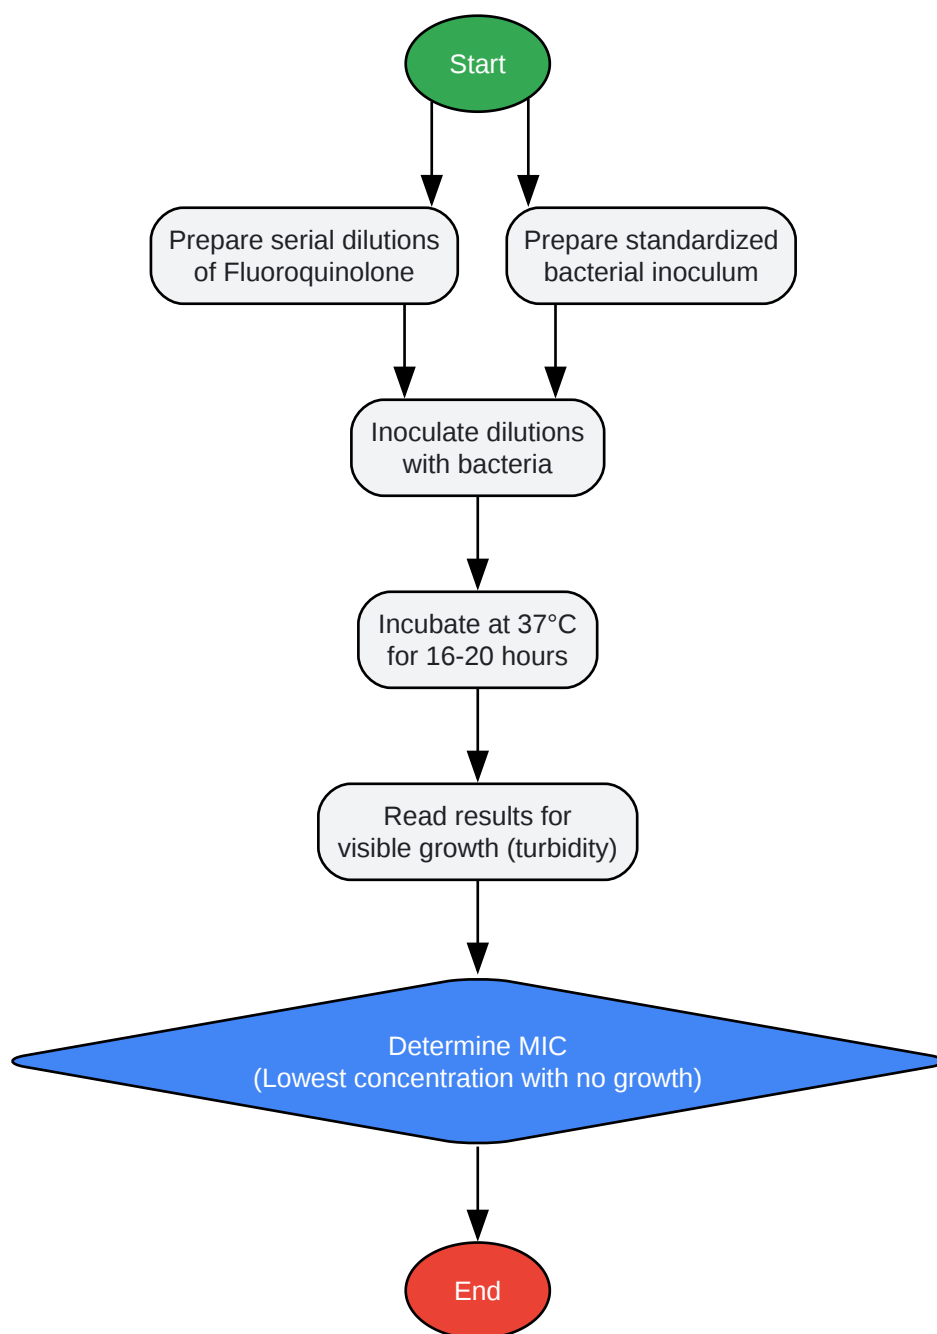 Start
Prepare serial dilutions
of Fluoroquinolone
Prepare standardized
bacterial inoculum
Inoculate dilutions
with bacteria
Incubate at 37°C
for 16-20 hours
Read results for
visible growth (turbidity)
Determine MIC
(Lowest concentration with no growth)
End